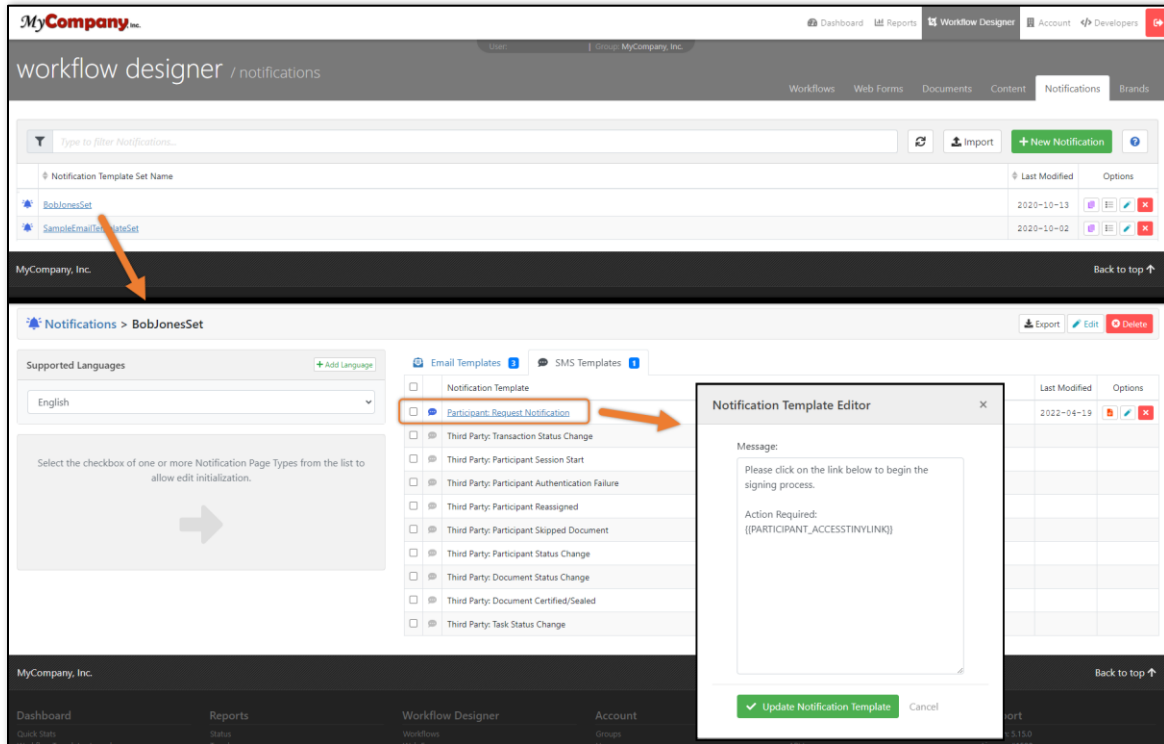 MyCompany, Inc.
Dashboard Reports Workflow Designer Account Developers
User: | Group: MyCompany, Inc.
workflow designer / notifications
Workflows Web Forms Documents Content Notifications Brands
Type to filter Notifications... Import + New Notification
Notification Template Set Name Last Modified Options
BobJonesSet 2020-10-13
SampleEmailTemplateSet 2020-10-02
MyCompany, Inc. Back to top
Notifications > BobJonesSet Export Edit Delete
Supported Languages + Add Language
English
Select the checkbox of one or more Notification Page Types from the list to
allow edit initialization.
Email Templates 3 SMS Templates 1
Notification Template Last Modified Options
Participant: Request Notification 2022-04-19
Third Party: Transaction Status Change
Third Party: Participant Session Start
Third Party: Participant Authentication Failure
Third Party: Participant Reassigned
Third Party: Participant Skipped Document
Third Party: Participant Status Change
Third Party: Document Status Change
Third Party: Document Certified/Sealed
Third Party: Task Status Change
Notification Template Editor ×
Message:
Please click on the link below to begin the
signing process.
Action Required:
{{PARTICIPANT_ACCESSTINYLINK}}
Update Notification Template Cancel
MyCompany, Inc. Back to top
Dashboard Reports Workflow Designer Account
Quick Stats Status Workflows Groups 5.15.0